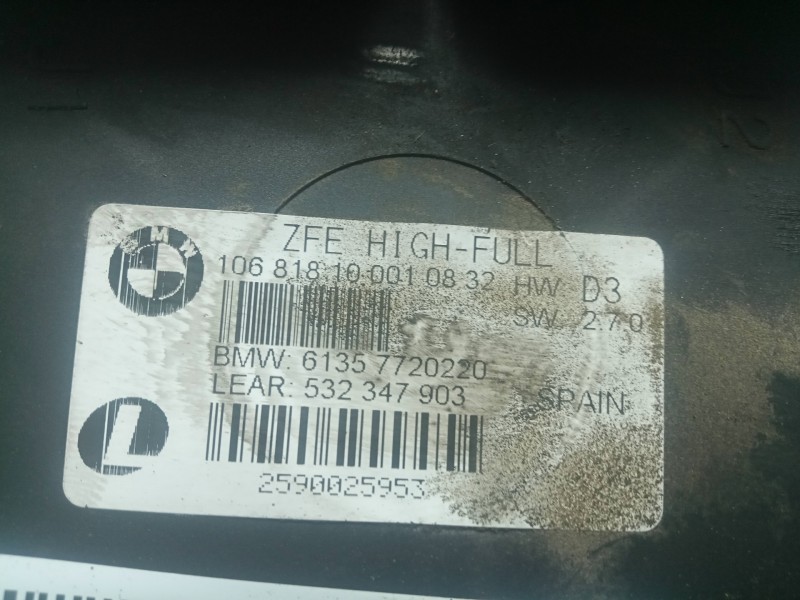 ZFE HIGH-FULL
BMW
106 818 10 001 08 32 HW D3
SW 2.7.0
BMW: 6135 7720220
LEAR: 532 347 903 SPAIN
L
2590025953